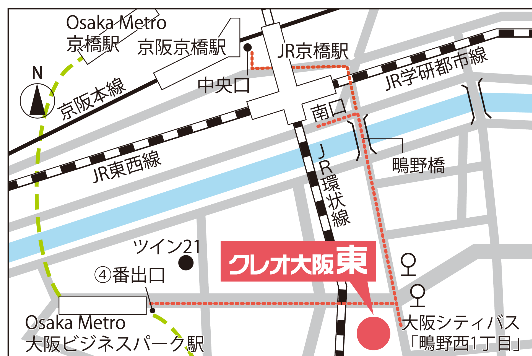 Osaka Metro
京橋駅
京阪京橋駅
JR京橋駅
中央口
N
京阪本線
JR学研都市線
南口
JR東西線
鴫野橋
JR環状線
ツイン21
クレオ大阪東
④番出口
Osaka Metro
大阪ビジネスパーク駅
大阪シティバス
「鴫野西1丁目」